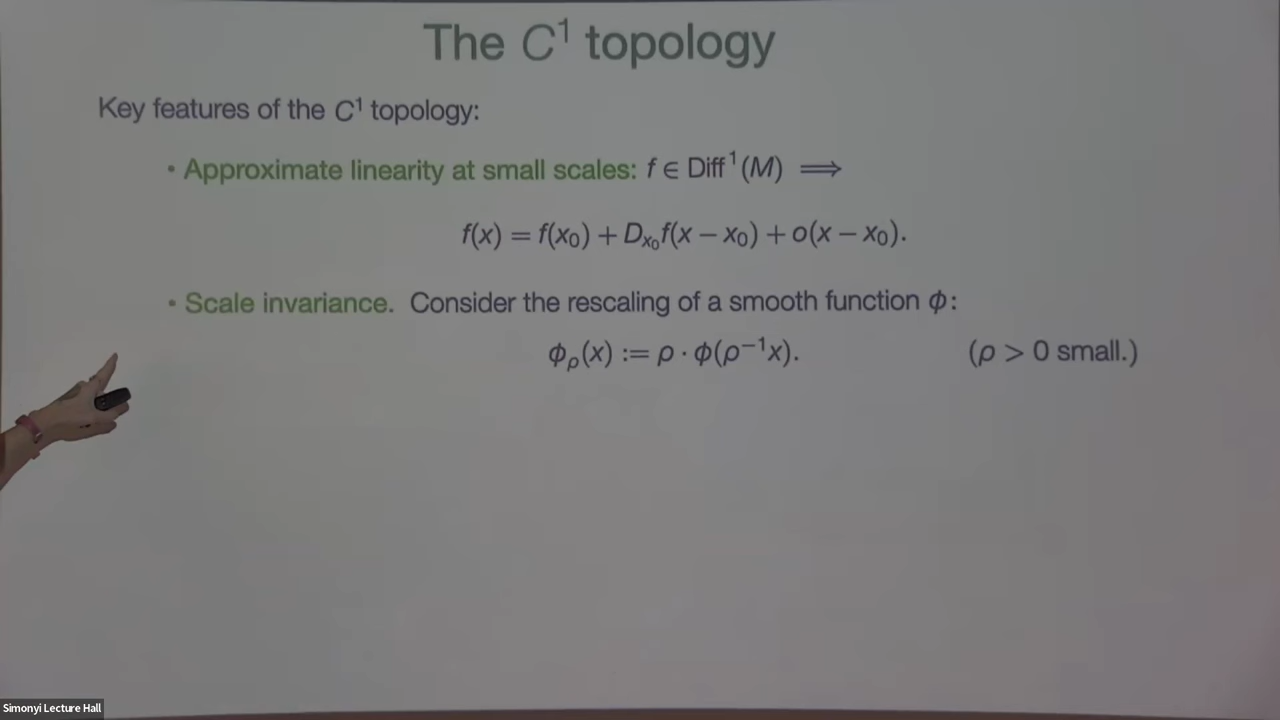 The C¹ topology
Key features of the C¹ topology:
• Approximate linearity at small scales: f ∈ Diff¹(M) ⟹
f(x) = f(x₀) + Dₓ₀f(x − x₀) + o(x − x₀).
• Scale invariance. Consider the rescaling of a smooth function ϕ:
ϕᵨ(x) := ρ · ϕ(ρ⁻¹x). (ρ > 0 small.)
Simonyi Lecture Hall